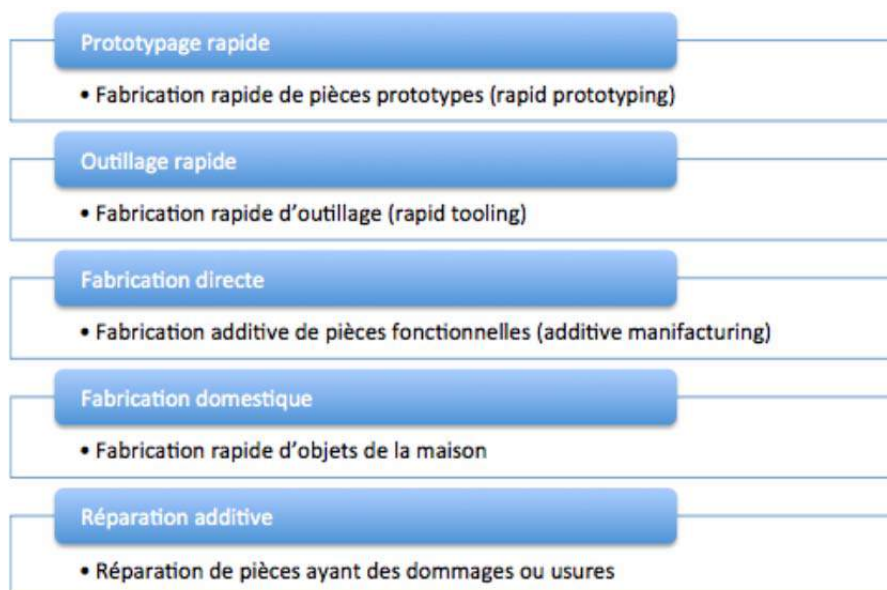 Prototypage rapide
• Fabrication rapide de pièces prototypes (rapid prototyping)
Outillage rapide
• Fabrication rapide d’outillage (rapid tooling)
Fabrication directe
• Fabrication additive de pièces fonctionnelles (additive manifacturing)
Fabrication domestique
• Fabrication rapide d’objets de la maison
Réparation additive
• Réparation de pièces ayant des dommages ou usures